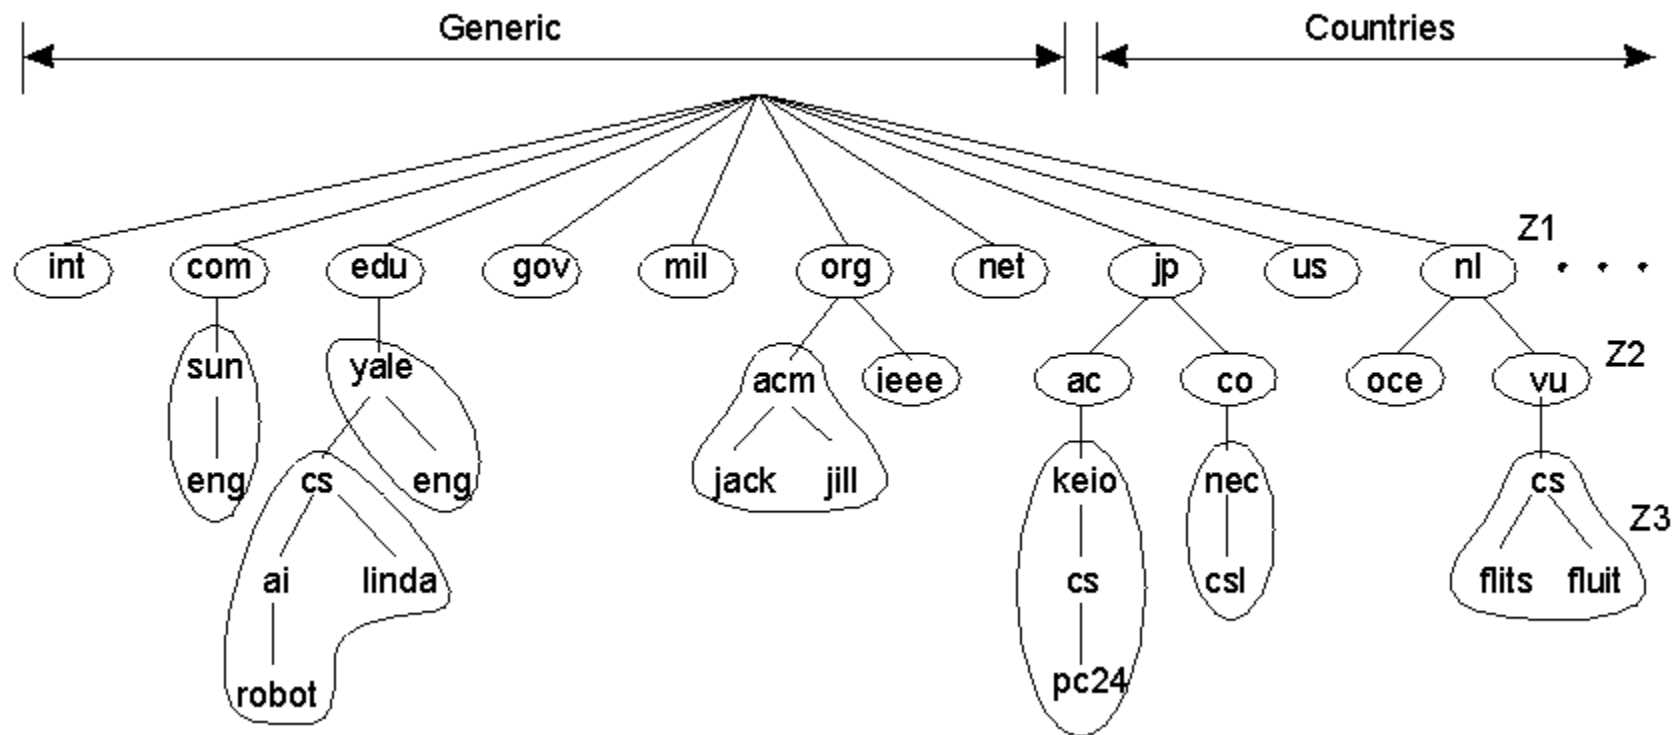 Generic Countries
Z1
int com edu gov mil org net jp us nl . . .
Z2
sun yale acm ieee ac co oce vu
eng cs eng jack jill keio nec cs
Z3
ai linda cs csl flits fluit
robot pc24